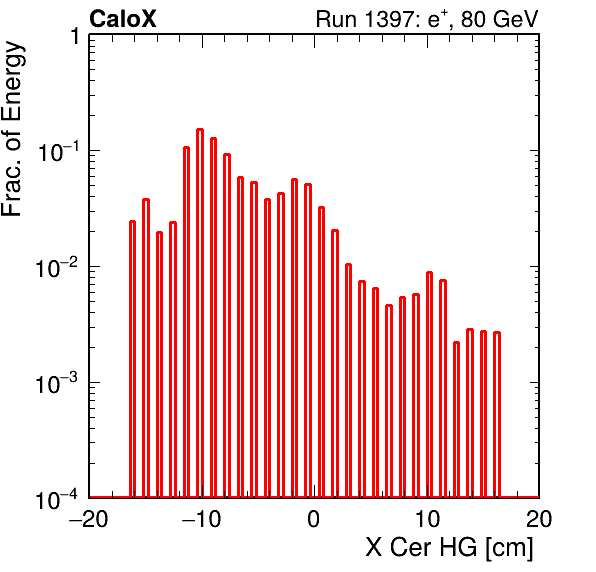 CaloX Run 1397: e⁺, 80 GeV
Frac. of Energy
1
10⁻¹
10⁻²
10⁻³
10⁻⁴
−20 −10 0 10 20
X Cer HG [cm]